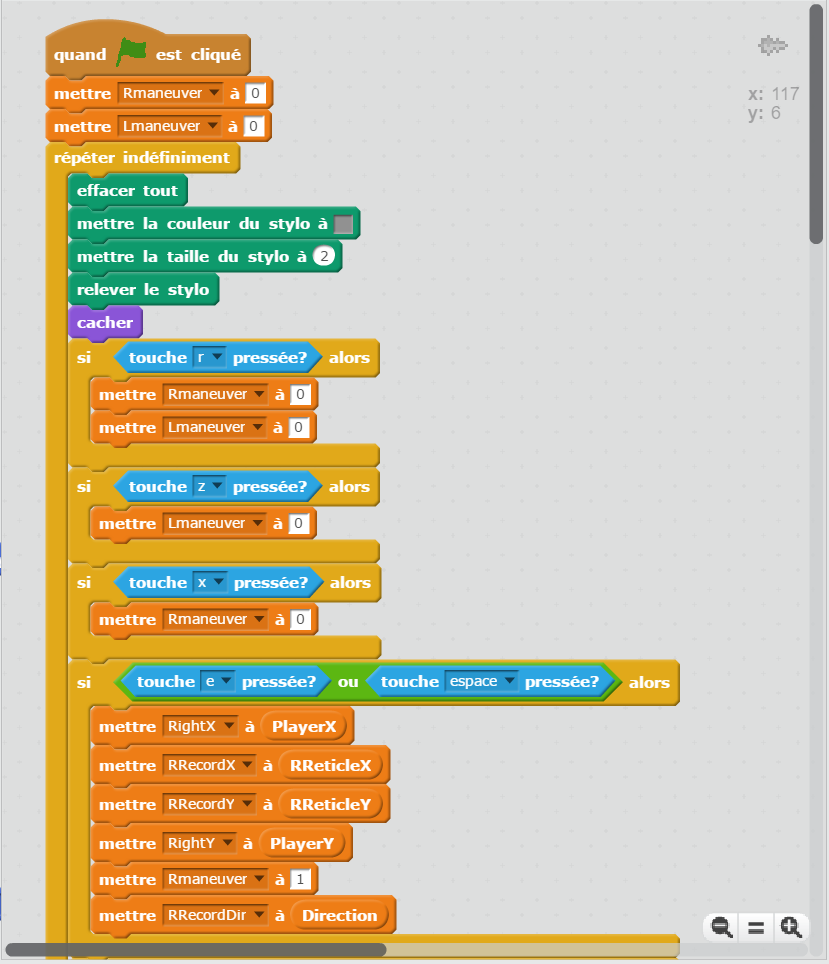 quand est cliqué
mettre Rmaneuver à 0
mettre Lmaneuver à 0
répéter indéfiniment
effacer tout
mettre la couleur du stylo à
mettre la taille du stylo à 2
relever le stylo
cacher
si touche r pressée? alors
mettre Rmaneuver à 0
mettre Lmaneuver à 0
si touche z pressée? alors
mettre Lmaneuver à 0
si touche x pressée? alors
mettre Rmaneuver à 0
si touche e pressée? ou touche espace pressée? alors
mettre RightX à PlayerX
mettre RRecordX à RReticleX
mettre RRecordY à RReticleY
mettre RightY à PlayerY
mettre Rmaneuver à 1
mettre RRecordDir à Direction
x: 117
y: 6